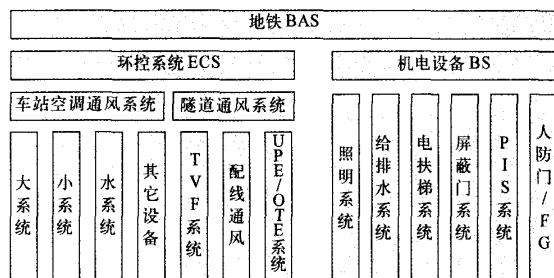 地铁BAS
环控系统ECS
机电设备BS
车站空调通风系统
隧道通风系统
大系统
小系统
水系统
其它设备
TVF系统
配线通风
UPE/OTE系统
照明系统
给排水系统
电扶梯系统
屏蔽门系统
PIS系统
人防门/FG